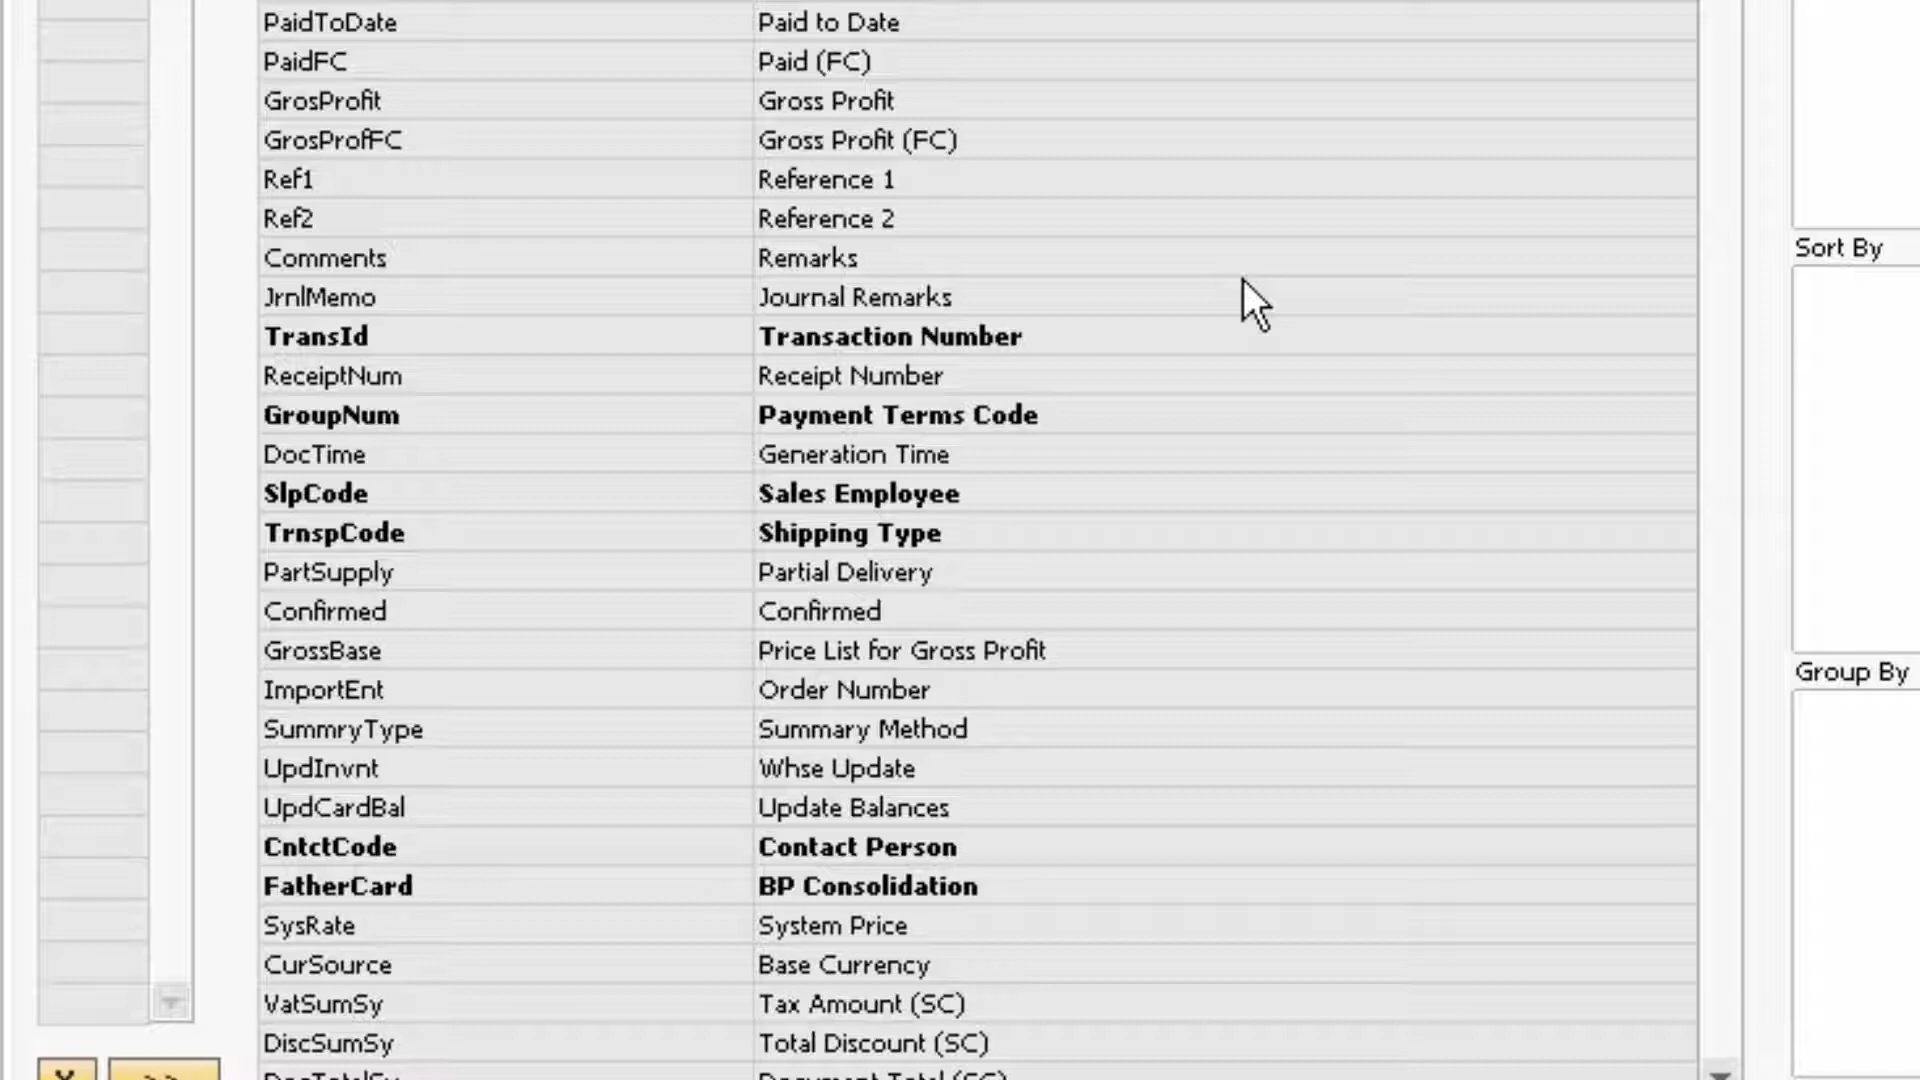 PaidToDate Paid to Date
PaidFC Paid (FC)
GrosProfit Gross Profit
GrosProfFC Gross Profit (FC)
Ref1 Reference 1
Ref2 Reference 2
Sort By
Comments Remarks
JrnlMemo Journal Remarks
TransId Transaction Number
ReceiptNum Receipt Number
GroupNum Payment Terms Code
DocTime Generation Time
SlpCode Sales Employee
TrnspCode Shipping Type
PartSupply Partial Delivery
Confirmed Confirmed
GrossBase Price List for Gross Profit
Group By
ImportEnt Order Number
SummryType Summary Method
UpdInvnt Whse Update
UpdCardBal Update Balances
CntctCode Contact Person
FatherCard BP Consolidation
SysRate System Price
CurSource Base Currency
VatSumSy Tax Amount (SC)
DiscSumSy Total Discount (SC)